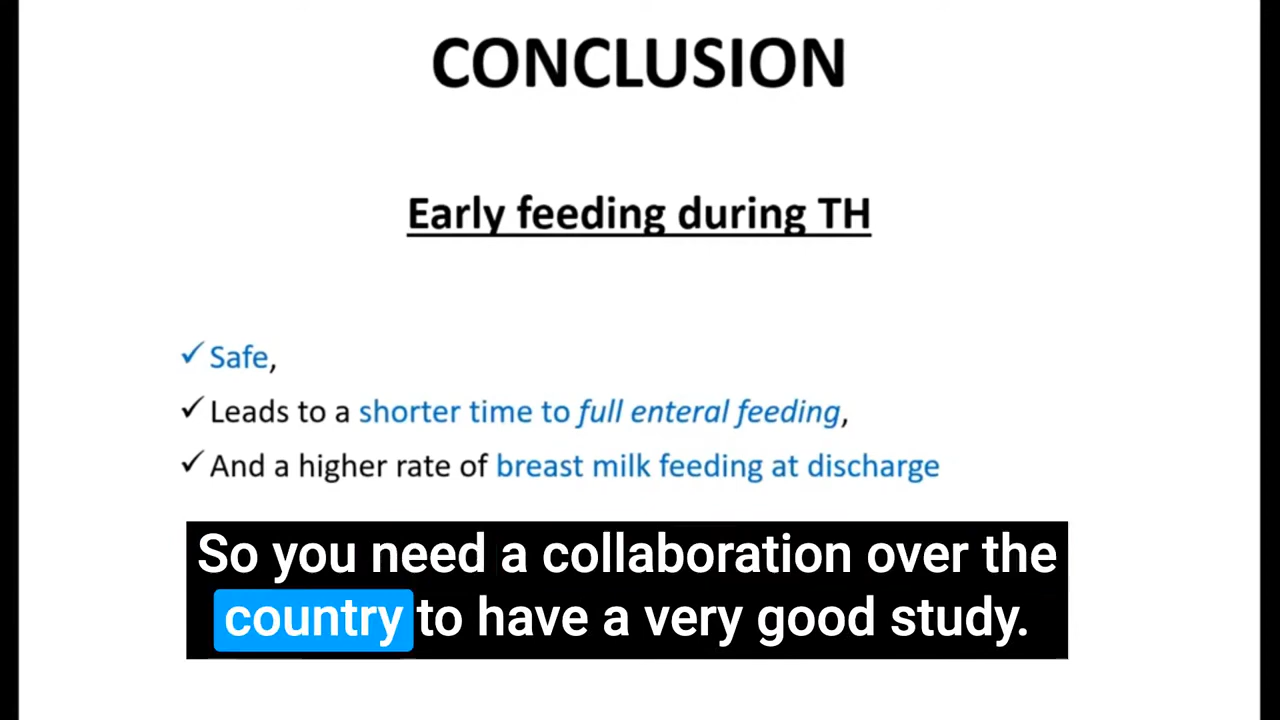 CONCLUSION
Early feeding during TH
✓ Safe,
✓ Leads to a shorter time to full enteral feeding,
✓ And a higher rate of breast milk feeding at discharge
So you need a collaboration over the
country to have a very good study.